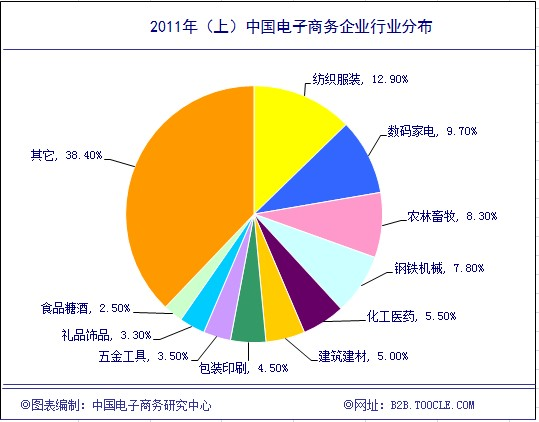 2011年（上）中国电子商务企业行业分布
纺织服装, 12.90%
数码家电, 9.70%
农林畜牧, 8.30%
钢铁机械, 7.80%
化工医药, 5.50%
建筑建材, 5.00%
包装印刷, 4.50%
五金工具, 3.50%
礼品饰品, 3.30%
食品糖酒, 2.50%
其它, 38.40%
©图表编制：中国电子商务研究中心
©网址：B2B.TOOCLE.COM